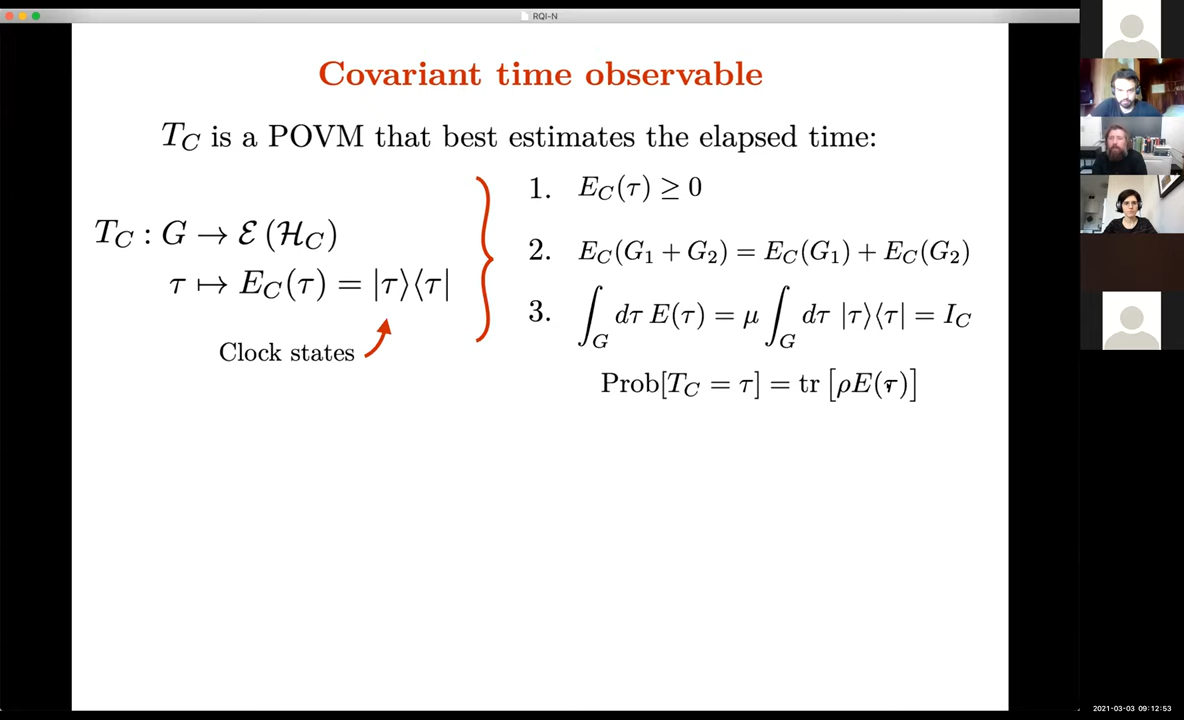 RQI-N
Covariant time observable
T_C is a POVM that best estimates the elapsed time:
T_C : G → ℰ (ℋ_C)
τ ↦ E_C(τ) = |τ⟩⟨τ|
Clock states
1. E_C(τ) ≥ 0
2. E_C(G_1 + G_2) = E_C(G_1) + E_C(G_2)
3. ∫_G dτ E(τ) = μ ∫_G dτ |τ⟩⟨τ| = I_C
Prob[T_C = τ] = tr [ρE(τ)]
2021-03-03 09:12:53